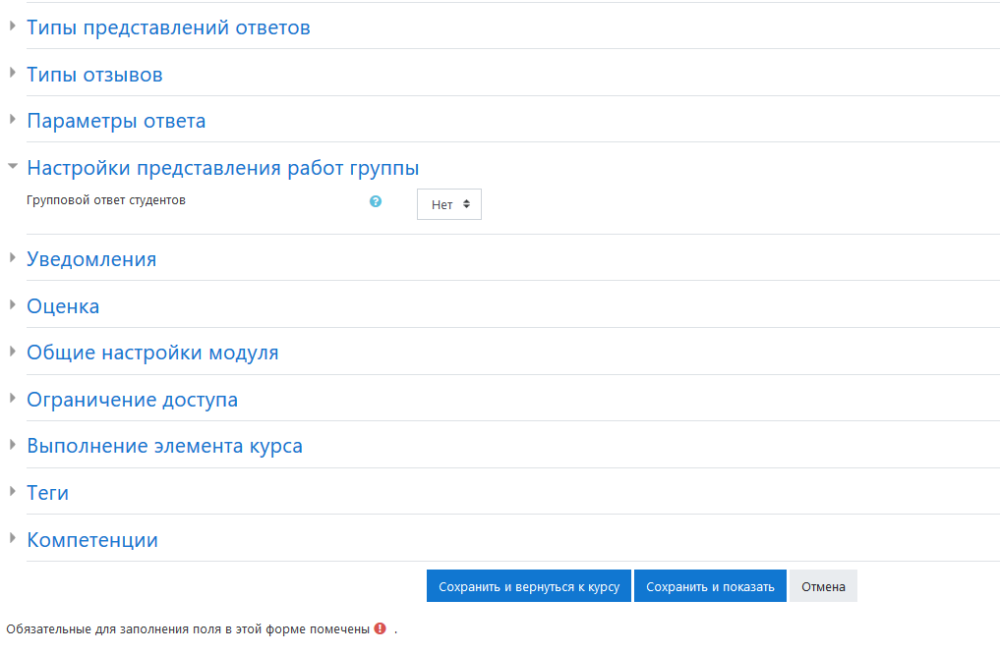 Типы представлений ответов
Типы отзывов
Параметры ответа
Настройки представления работ группы
Групповой ответ студентов ? Нет
Уведомления
Оценка
Общие настройки модуля
Ограничение доступа
Выполнение элемента курса
Теги
Компетенции
Сохранить и вернуться к курсу Сохранить и показать Отмена
Обязательные для заполнения поля в этой форме помечены ! .